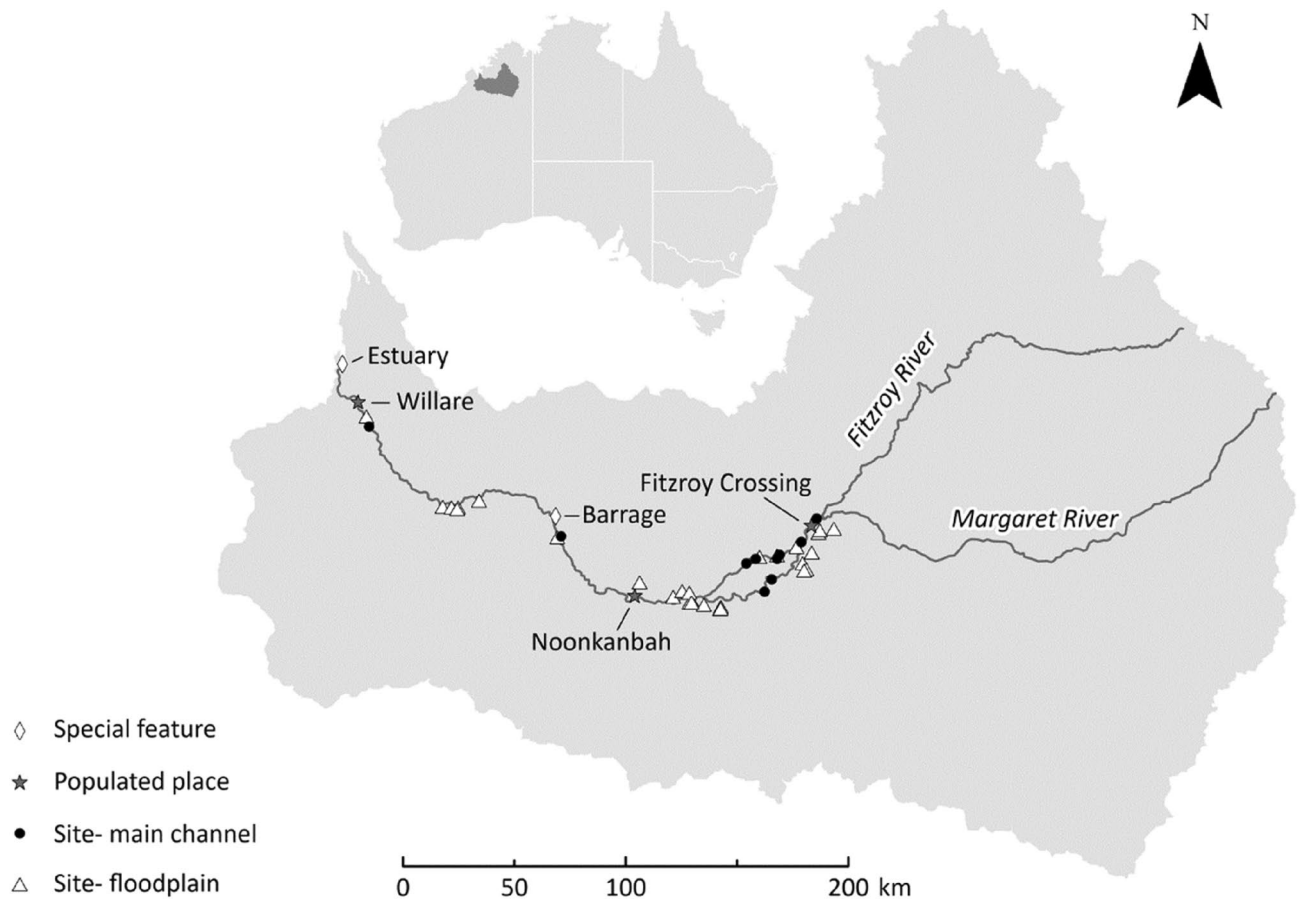 N
Estuary
Willare
Fitzroy River
Fitzroy Crossing
Barrage
Margaret River
Noonkanbah
Special feature
Populated place
Site- main channel
Site- floodplain
0 50 100 200 km